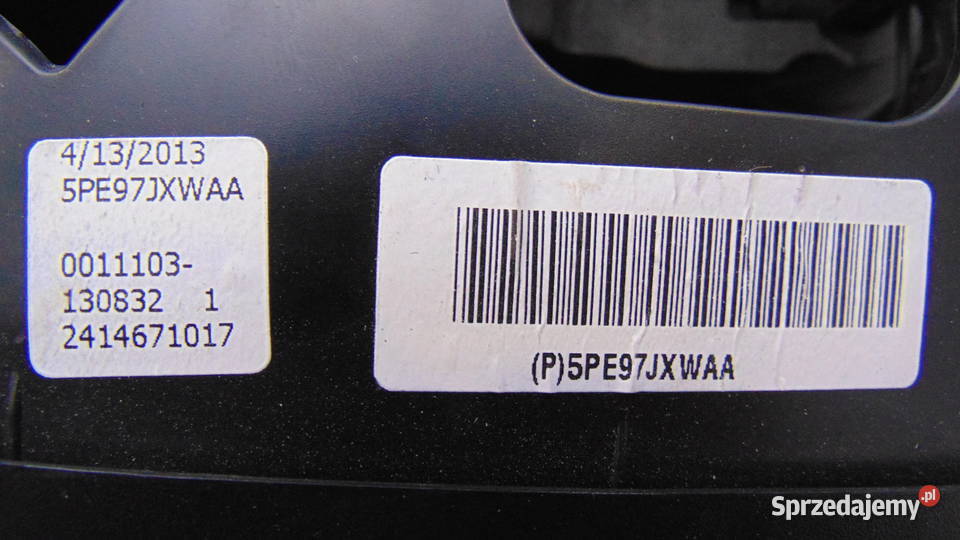 4/13/2013
5PE97JXWAA
0011103-
130832 1
2414671017
(P)5PE97JXWAA
Sprzedajemy.pl